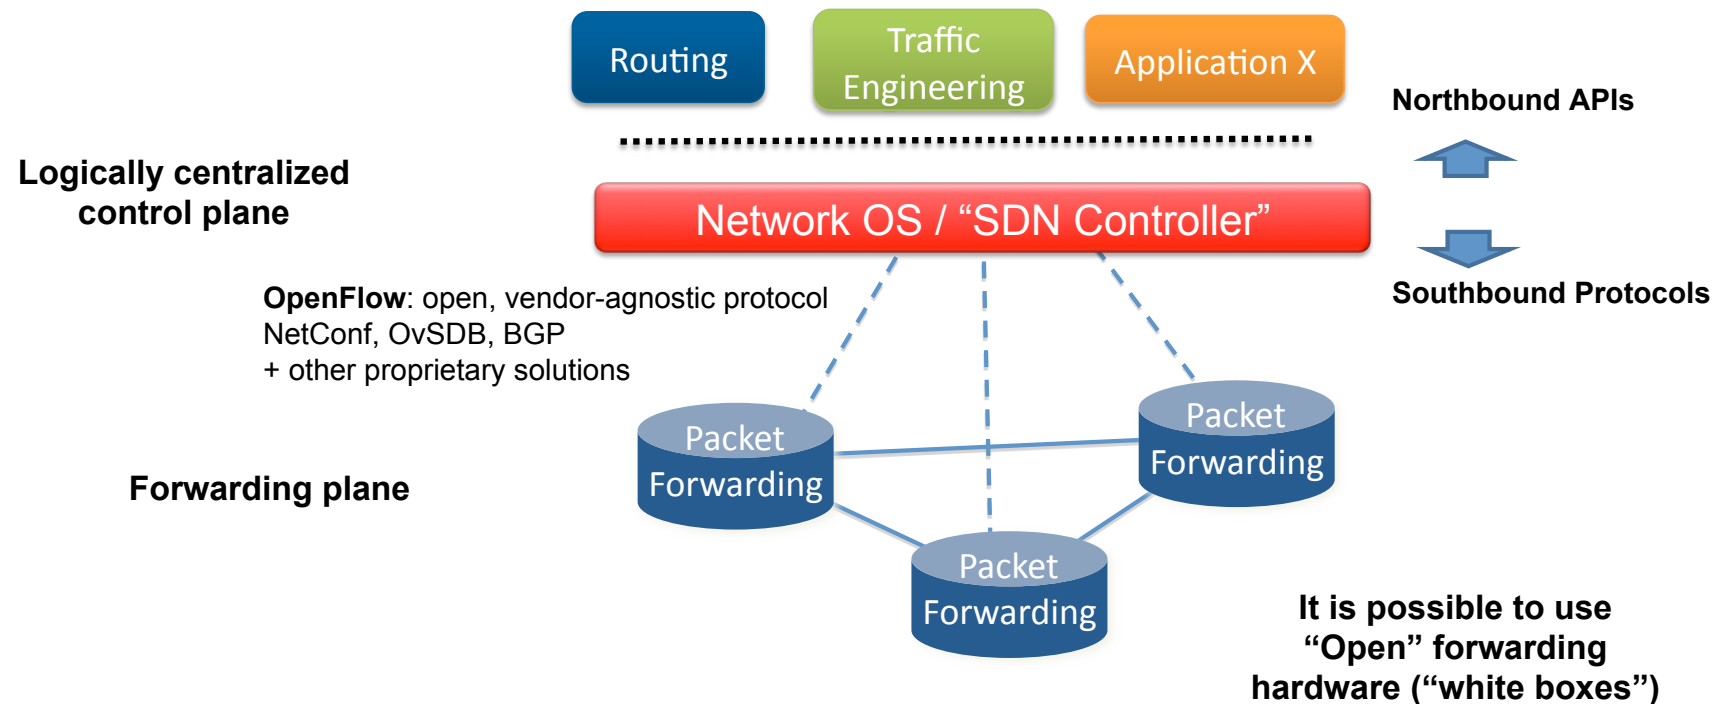 Routing
Traffic
Engineering
Application X
Northbound APIs
Logically centralized
control plane
Network OS / “SDN Controller”
OpenFlow: open, vendor-agnostic protocol
NetConf, OvSDB, BGP
+ other proprietary solutions
Southbound Protocols
Packet
Forwarding
Packet
Forwarding
Forwarding plane
Packet
Forwarding
It is possible to use
“Open” forwarding
hardware (“white boxes”)